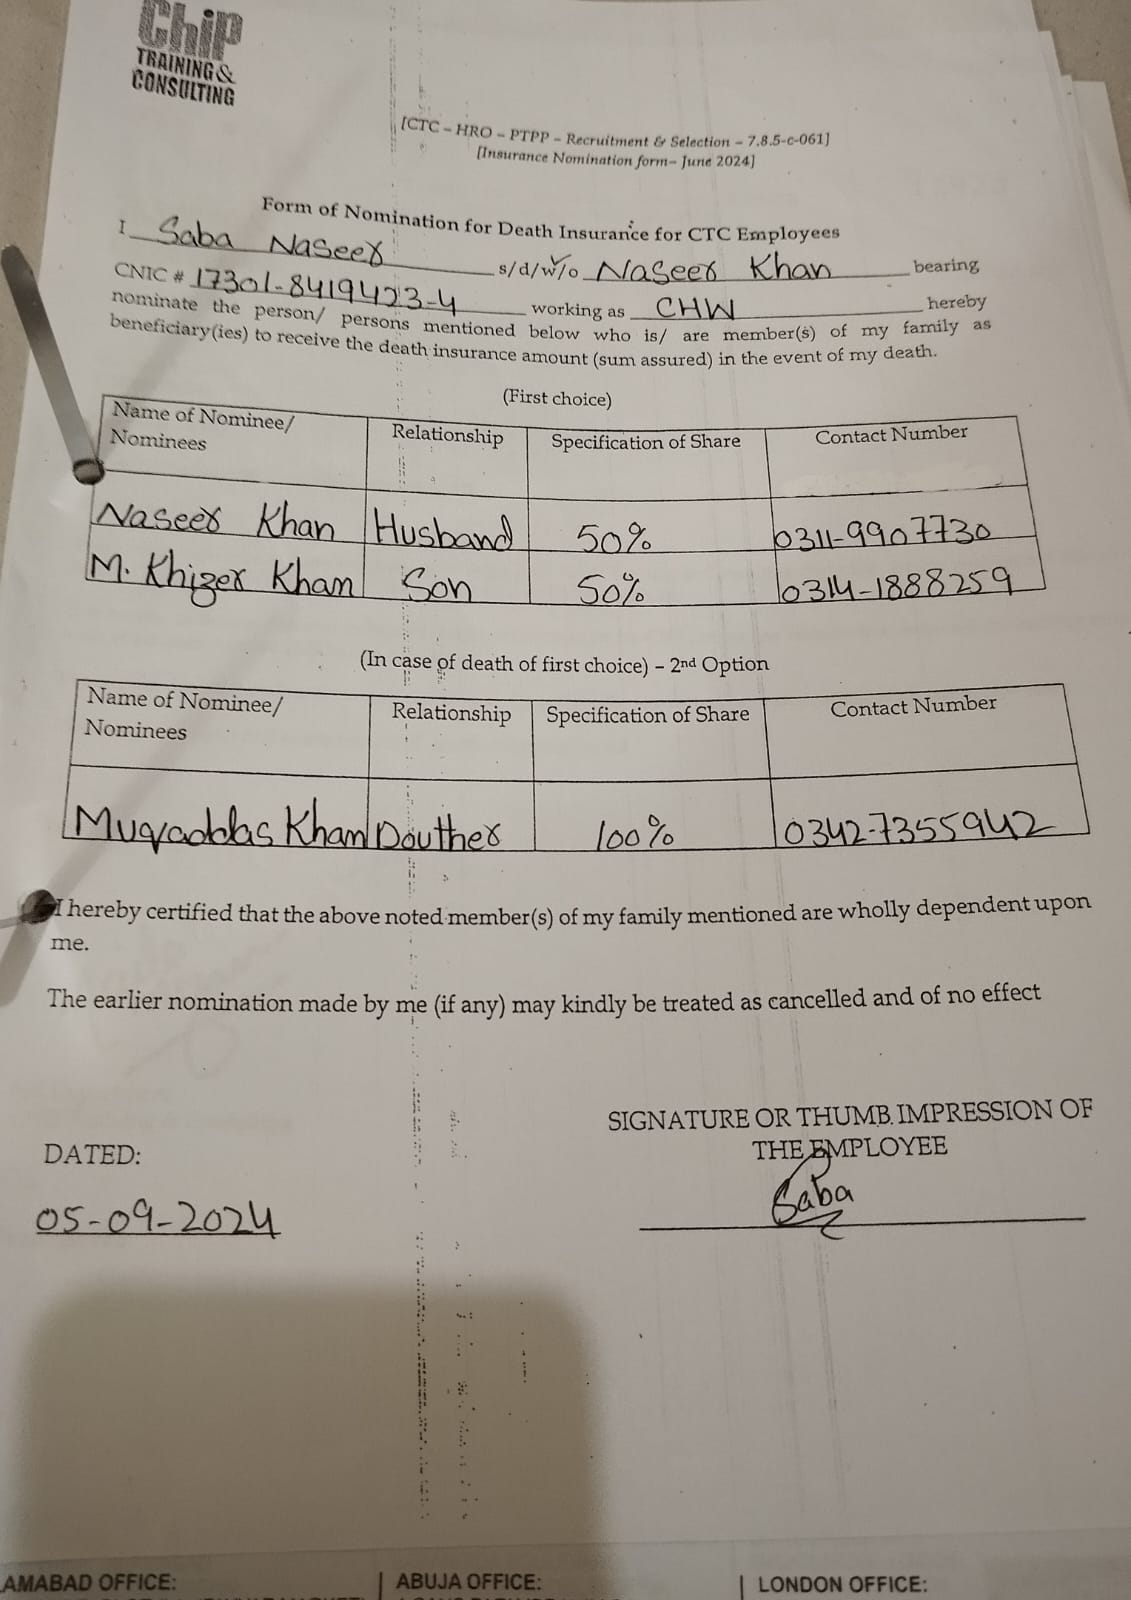 ChiP
TRAINING &
CONSULTING
[CTC - HRO - PTPP - Recruitment & Selection - 7.8.5-c-061]
[Insurance Nomination form- June 2024]
Form of Nomination for Death Insurance for CTC Employees
I Saba Naseer s/d/w/o Naseer Khan bearing
CNIC # 17301-8419423-4 working as CHW hereby
nominate the person/ persons mentioned below who is/ are member(s) of my family as
beneficiary(ies) to receive the death insurance amount (sum assured) in the event of my death.
(First choice)
Name of Nominee/ Nominees Relationship Specification of Share Contact Number
Naseer Khan Husband 50% 0311-9907730
M. Khizer Khan Son 50% 0314-1888259
(In case of death of first choice) - 2nd Option
Name of Nominee/ Nominees Relationship Specification of Share Contact Number
Muqaddas Khan Douther 100% 0342-7355942
I hereby certified that the above noted member(s) of my family mentioned are wholly dependent upon
me.
The earlier nomination made by me (if any) may kindly be treated as cancelled and of no effect
SIGNATURE OR THUMB IMPRESSION OF
THE EMPLOYEE
DATED:
Saba
05-09-2024
AMABAD OFFICE: ABUJA OFFICE: LONDON OFFICE: